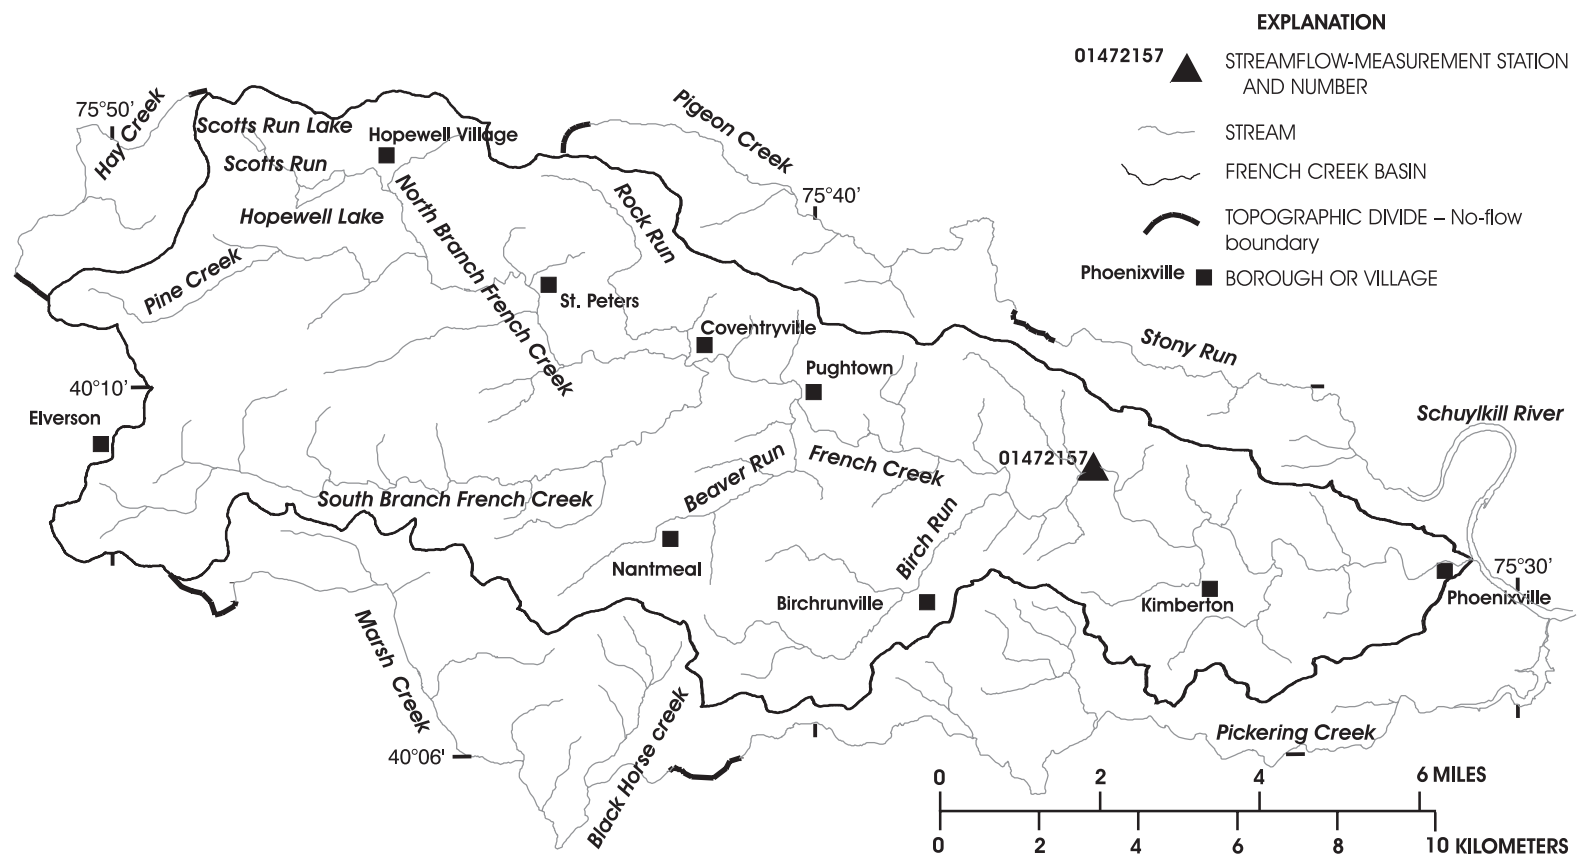 EXPLANATION
01472157
STREAMFLOW-MEASUREMENT STATION
AND NUMBER
STREAM
FRENCH CREEK BASIN
TOPOGRAPHIC DIVIDE – No-flow
boundary
Phoenixville
BOROUGH OR VILLAGE
75°50’
Hay Creek
Scotts Run Lake
Hopewell Village
Scotts Run
Hopewell Lake
Pigeon Creek
75°40’
North Branch French Creek
Rock Run
Pine Creek
St. Peters
Coventryville
Stony Run
Pughtown
40°10’
Elverson
Schuylkill River
01472157
French Creek
Beaver Run
South Branch French Creek
Birch Run
Nantmeal
Birchrunville
Kimberton
75°30’
Phoenixville
Marsh Creek
Black Horse creek
Pickering Creek
40°06'
0 2 4 6 MILES
0 2 4 6 8 10 KILOMETERS